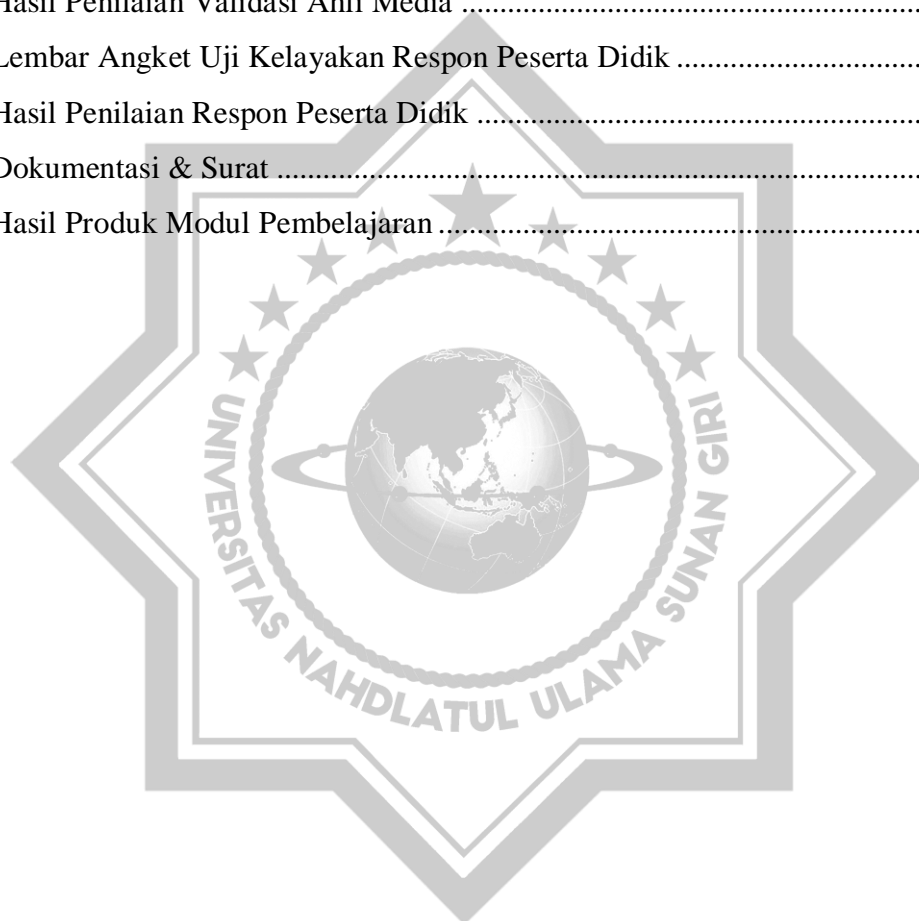 Hasil Penilaian Validasi Ahli Media ........................................................
Lembar Angket Uji Kelayakan Respon Peserta Didik ................................
Hasil Penilaian Respon Peserta Didik ........................................................
Dokumentasi & Surat ................................................................................
Hasil Produk Modul Pembelajaran .............................................................
UNIVERSITAS NAHDLATUL ULAMA SUNAN GIRI